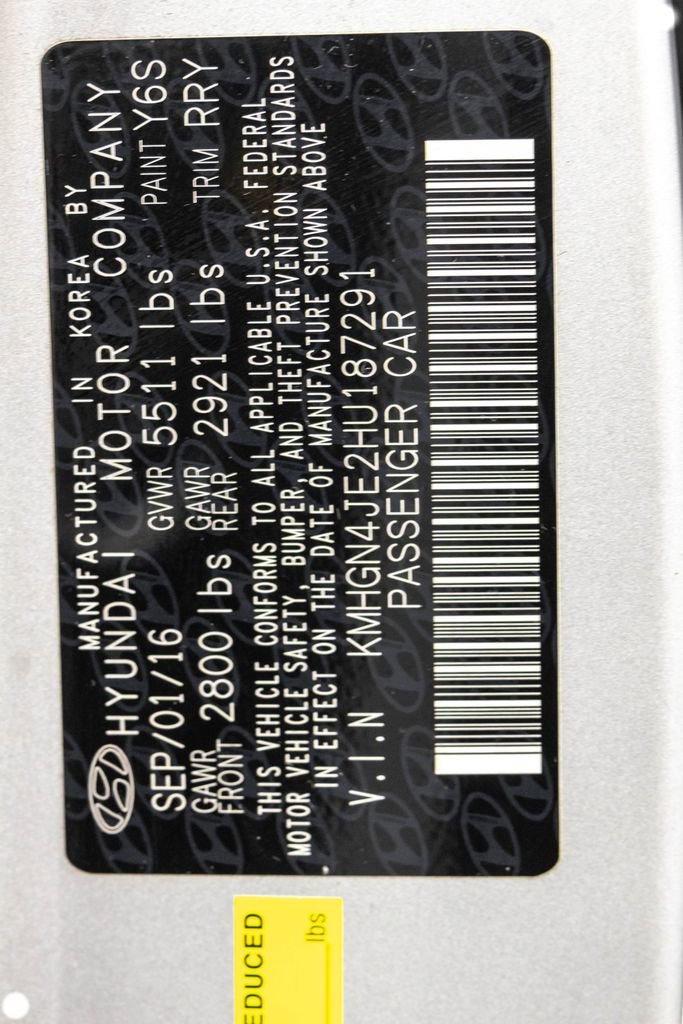 MANUFACTURED IN KOREA BY
HYUNDAI MOTOR COMPANY
SEP/01/16 GVWR 5511 lbs PAINT Y6S
GAWR FRONT 2800 lbs GAWR REAR 2921 lbs TRIM RRY
THIS VEHICLE CONFORMS TO ALL APPLICABLE U.S.A. FEDERAL
MOTOR VEHICLE SAFETY, BUMPER, AND THEFT PREVENTION STANDARDS
IN EFFECT ON THE DATE OF MANUFACTURE SHOWN ABOVE
V.I.N KMHGN4JE2HU187291
PASSENGER CAR
EDUCED
lbs